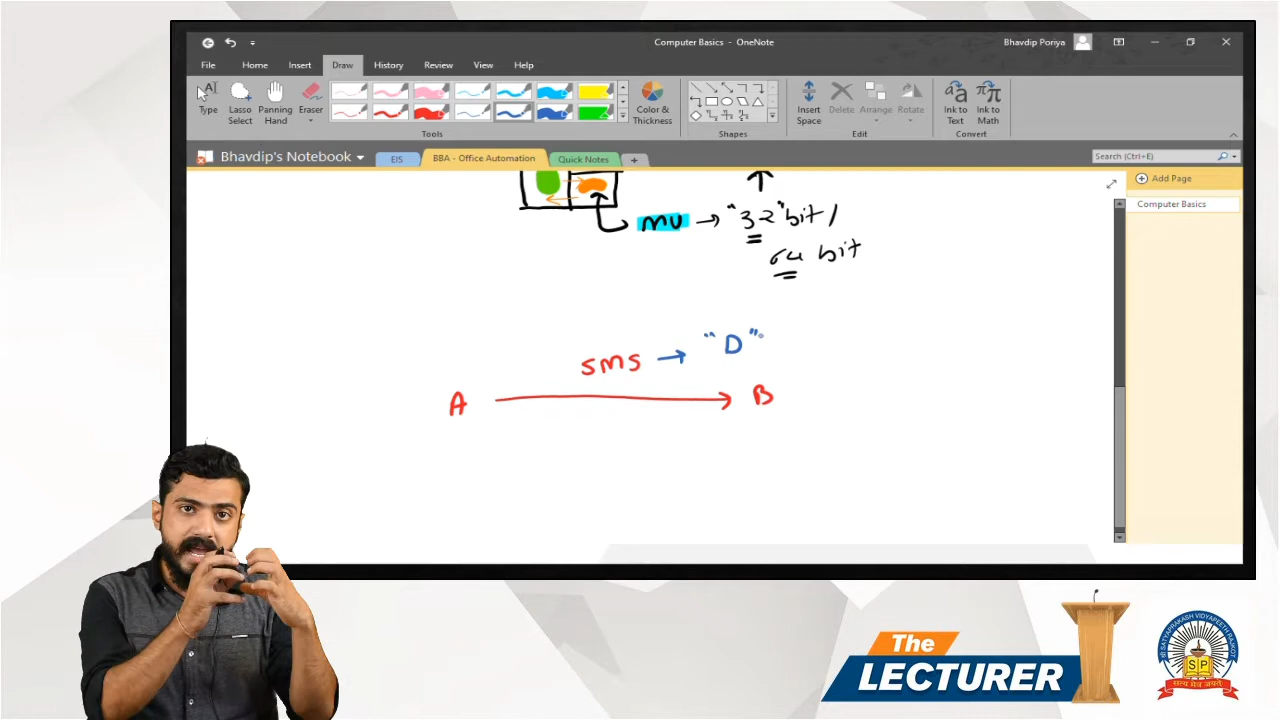 Computer Basics - OneNote
Bhavdip Poriya
File Home Insert Draw History Review View Help
Type
Lasso Select
Panning Hand
Eraser
Color & Thickness
Insert Space
Delete
Arrange
Rotate
Ink to Text
Ink to Math
Tools
Shapes
Edit
Convert
Bhavdip's Notebook
EIS
BBA - Office Automation
Quick Notes
Search (Ctrl+E)
Add Page
Computer Basics
MU → "32" bit /
64 bit
SMS → "D"
A → B
The
LECTURER
SP